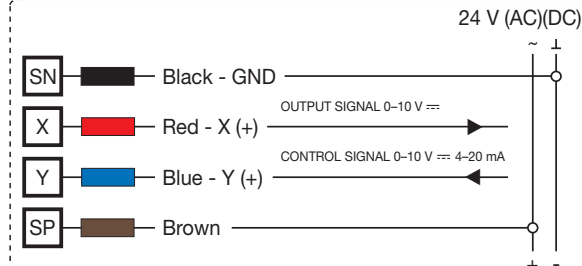 24 V (AC)(DC)
~ ⊥
SN Black - GND
X Red - X (+) OUTPUT SIGNAL 0–10 V ⎓
Y Blue - Y (+) CONTROL SIGNAL 0–10 V ⎓ 4–20 mA
SP Brown
+ -